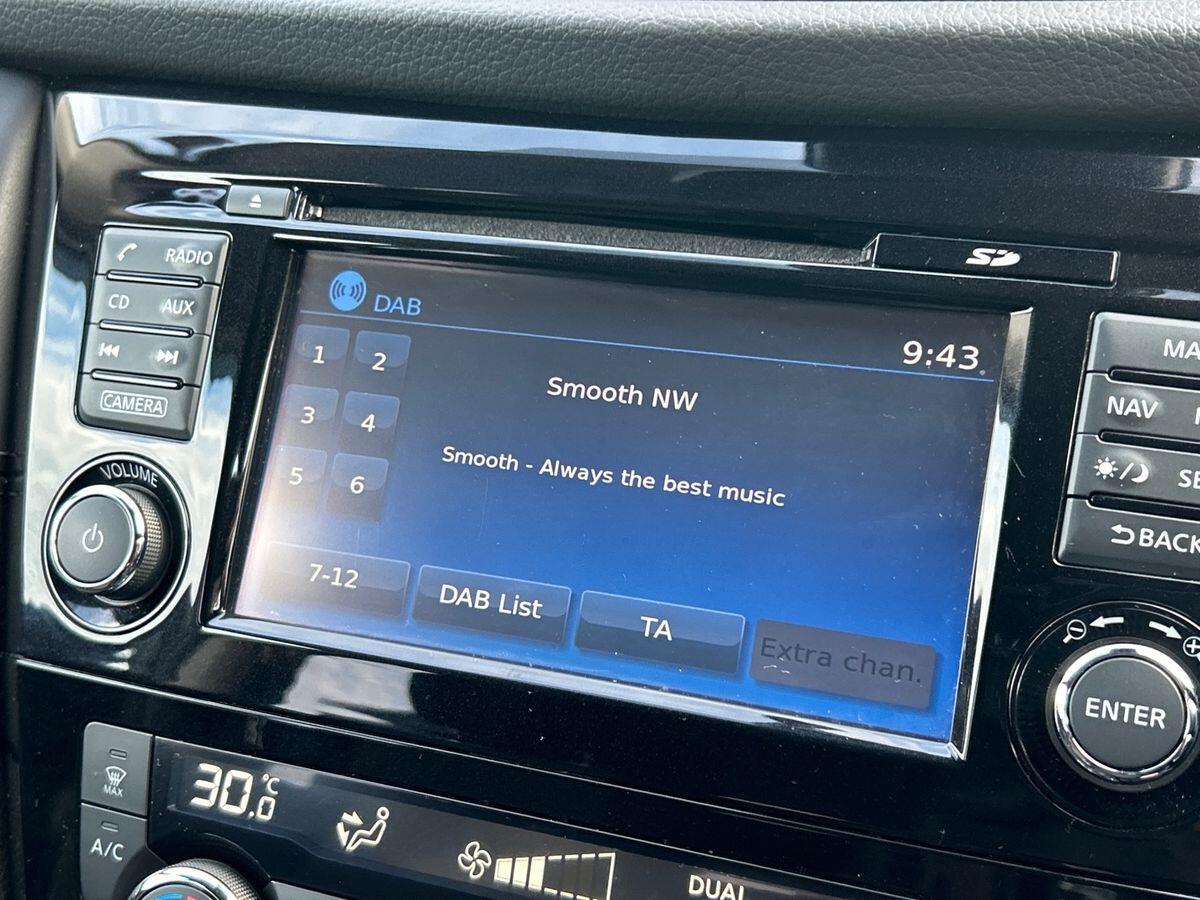 RADIO
CD AUX
CAMERA
VOLUME
DAB
9:43
1 2
3 4
5 6
Smooth NW
Smooth - Always the best music
7-12
DAB List
TA
Extra chan.
NAV
BACK
ENTER
MAX
A/C
30.0 °C
DUAL